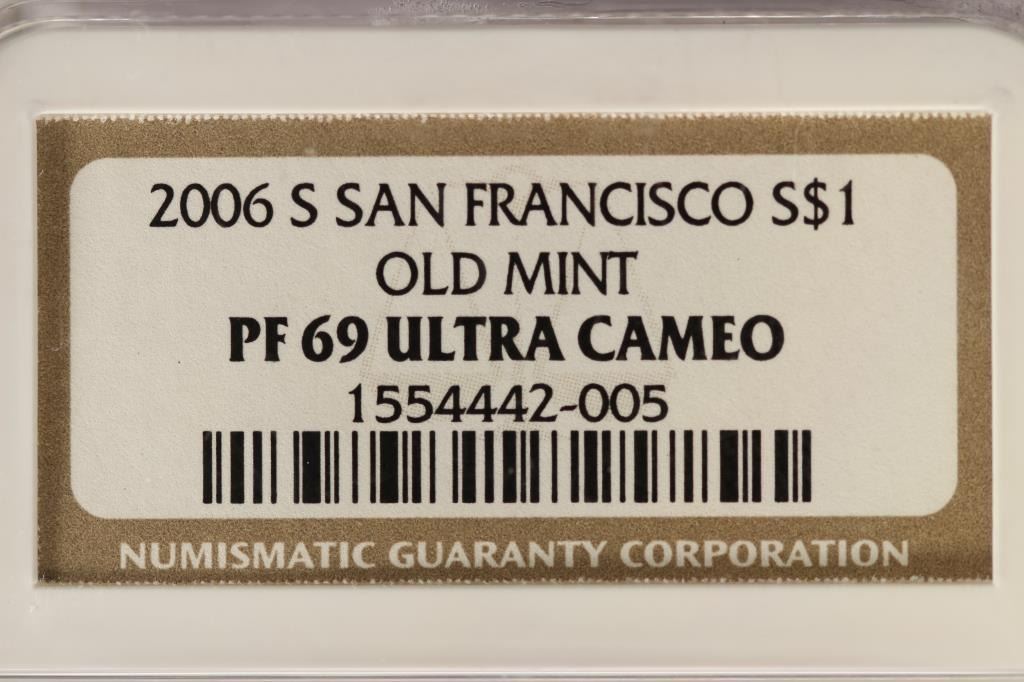 2006 S SAN FRANCISCO S$1
OLD MINT
PF 69 ULTRA CAMEO
1554442-005
NUMISMATIC GUARANTY CORPORATION